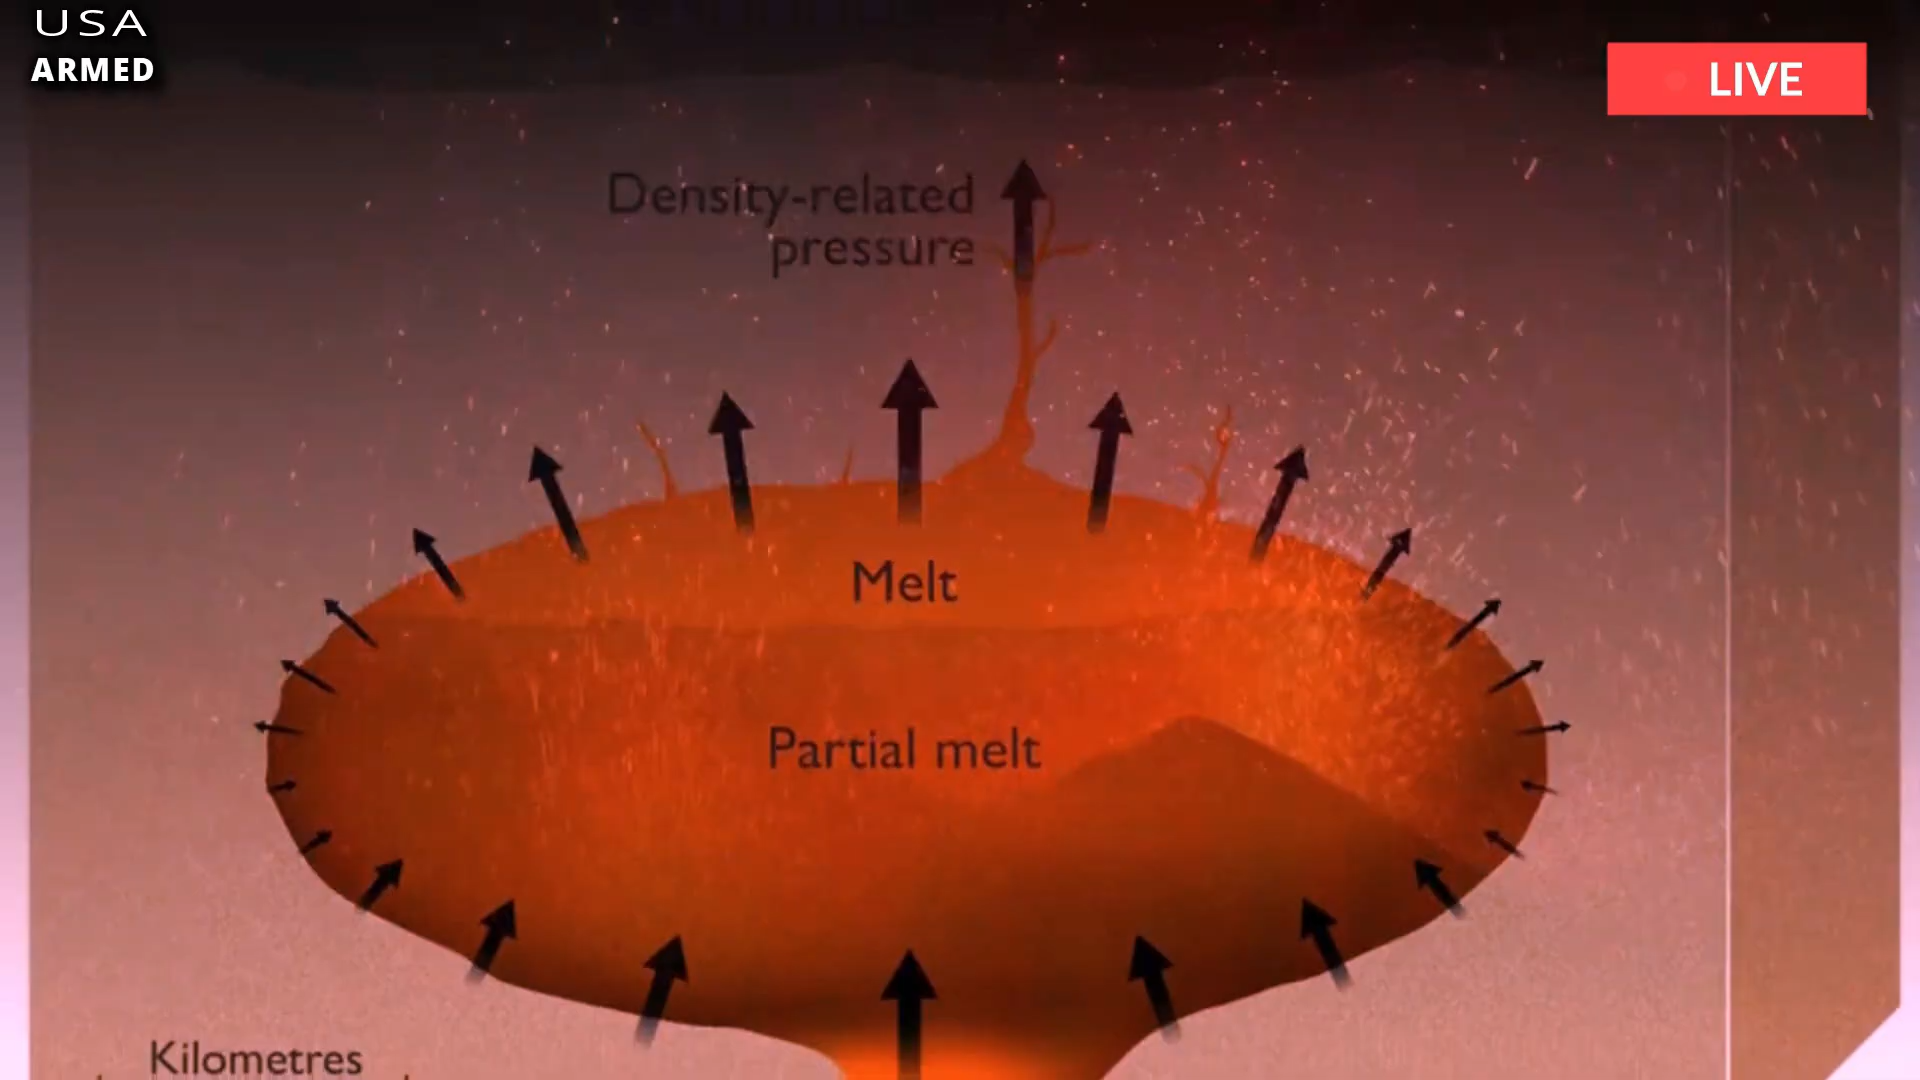 USA
ARMED
LIVE
Density-related
pressure
Melt
Partial melt
Kilometres